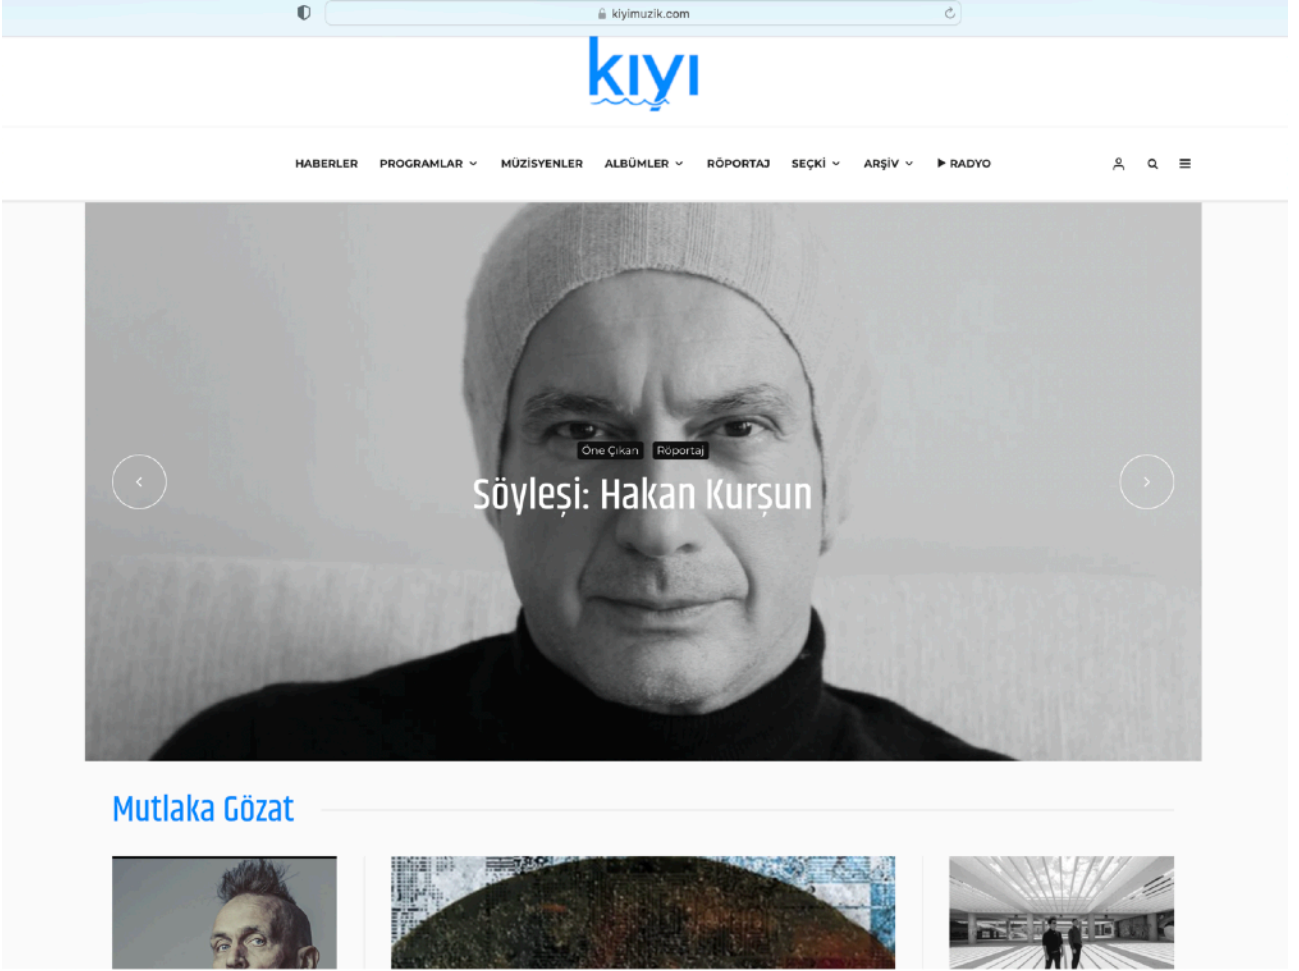 kiyimuzik.com
kıyı
HABERLER PROGRAMLAR MÜZİSYENLER ALBÜMLER RÖPORTAJ SEÇKİ ARŞİV RADYO
Öne Çıkan Röportaj
Söyleşi: Hakan Kurşun
Mutlaka Gözat